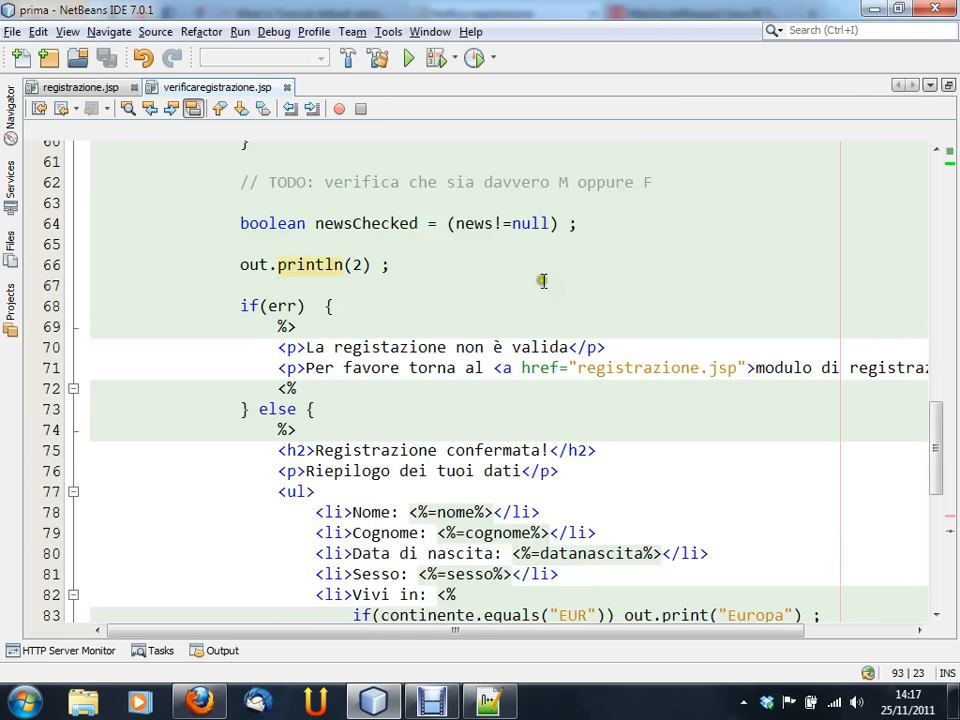 prima - NetBeans IDE 7.0.1
File Edit View Navigate Source Refactor Run Debug Profile Team Tools Window Help
Search (Ctrl+I)
registrazione.jsp
verificaregistrazione.jsp
Navigator
Services
Files
Projects
60 }
61
62 // TODO: verifica che sia davvero M oppure F
63
64 boolean newsChecked = (news!=null) ;
65
66 out.println(2) ;
67
68 if(err) {
69 %>
70 <p>La registazione non è valida</p>
71 <p>Per favore torna al <a href="registrazione.jsp">modulo di registraz
72 <%
73 } else {
74 %>
75 <h2>Registrazione confermata!</h2>
76 <p>Riepilogo dei tuoi dati</p>
77 <ul>
78 <li>Nome: <%=nome%></li>
79 <li>Cognome: <%=cognome%></li>
80 <li>Data di nascita: <%=datanascita%></li>
81 <li>Sesso: <%=sesso%></li>
82 <li>Vivi in: <%
83 if(continente.equals("EUR")) out.print("Europa") ;
HTTP Server Monitor Tasks Output
93 | 23 INS
14:17
25/11/2011